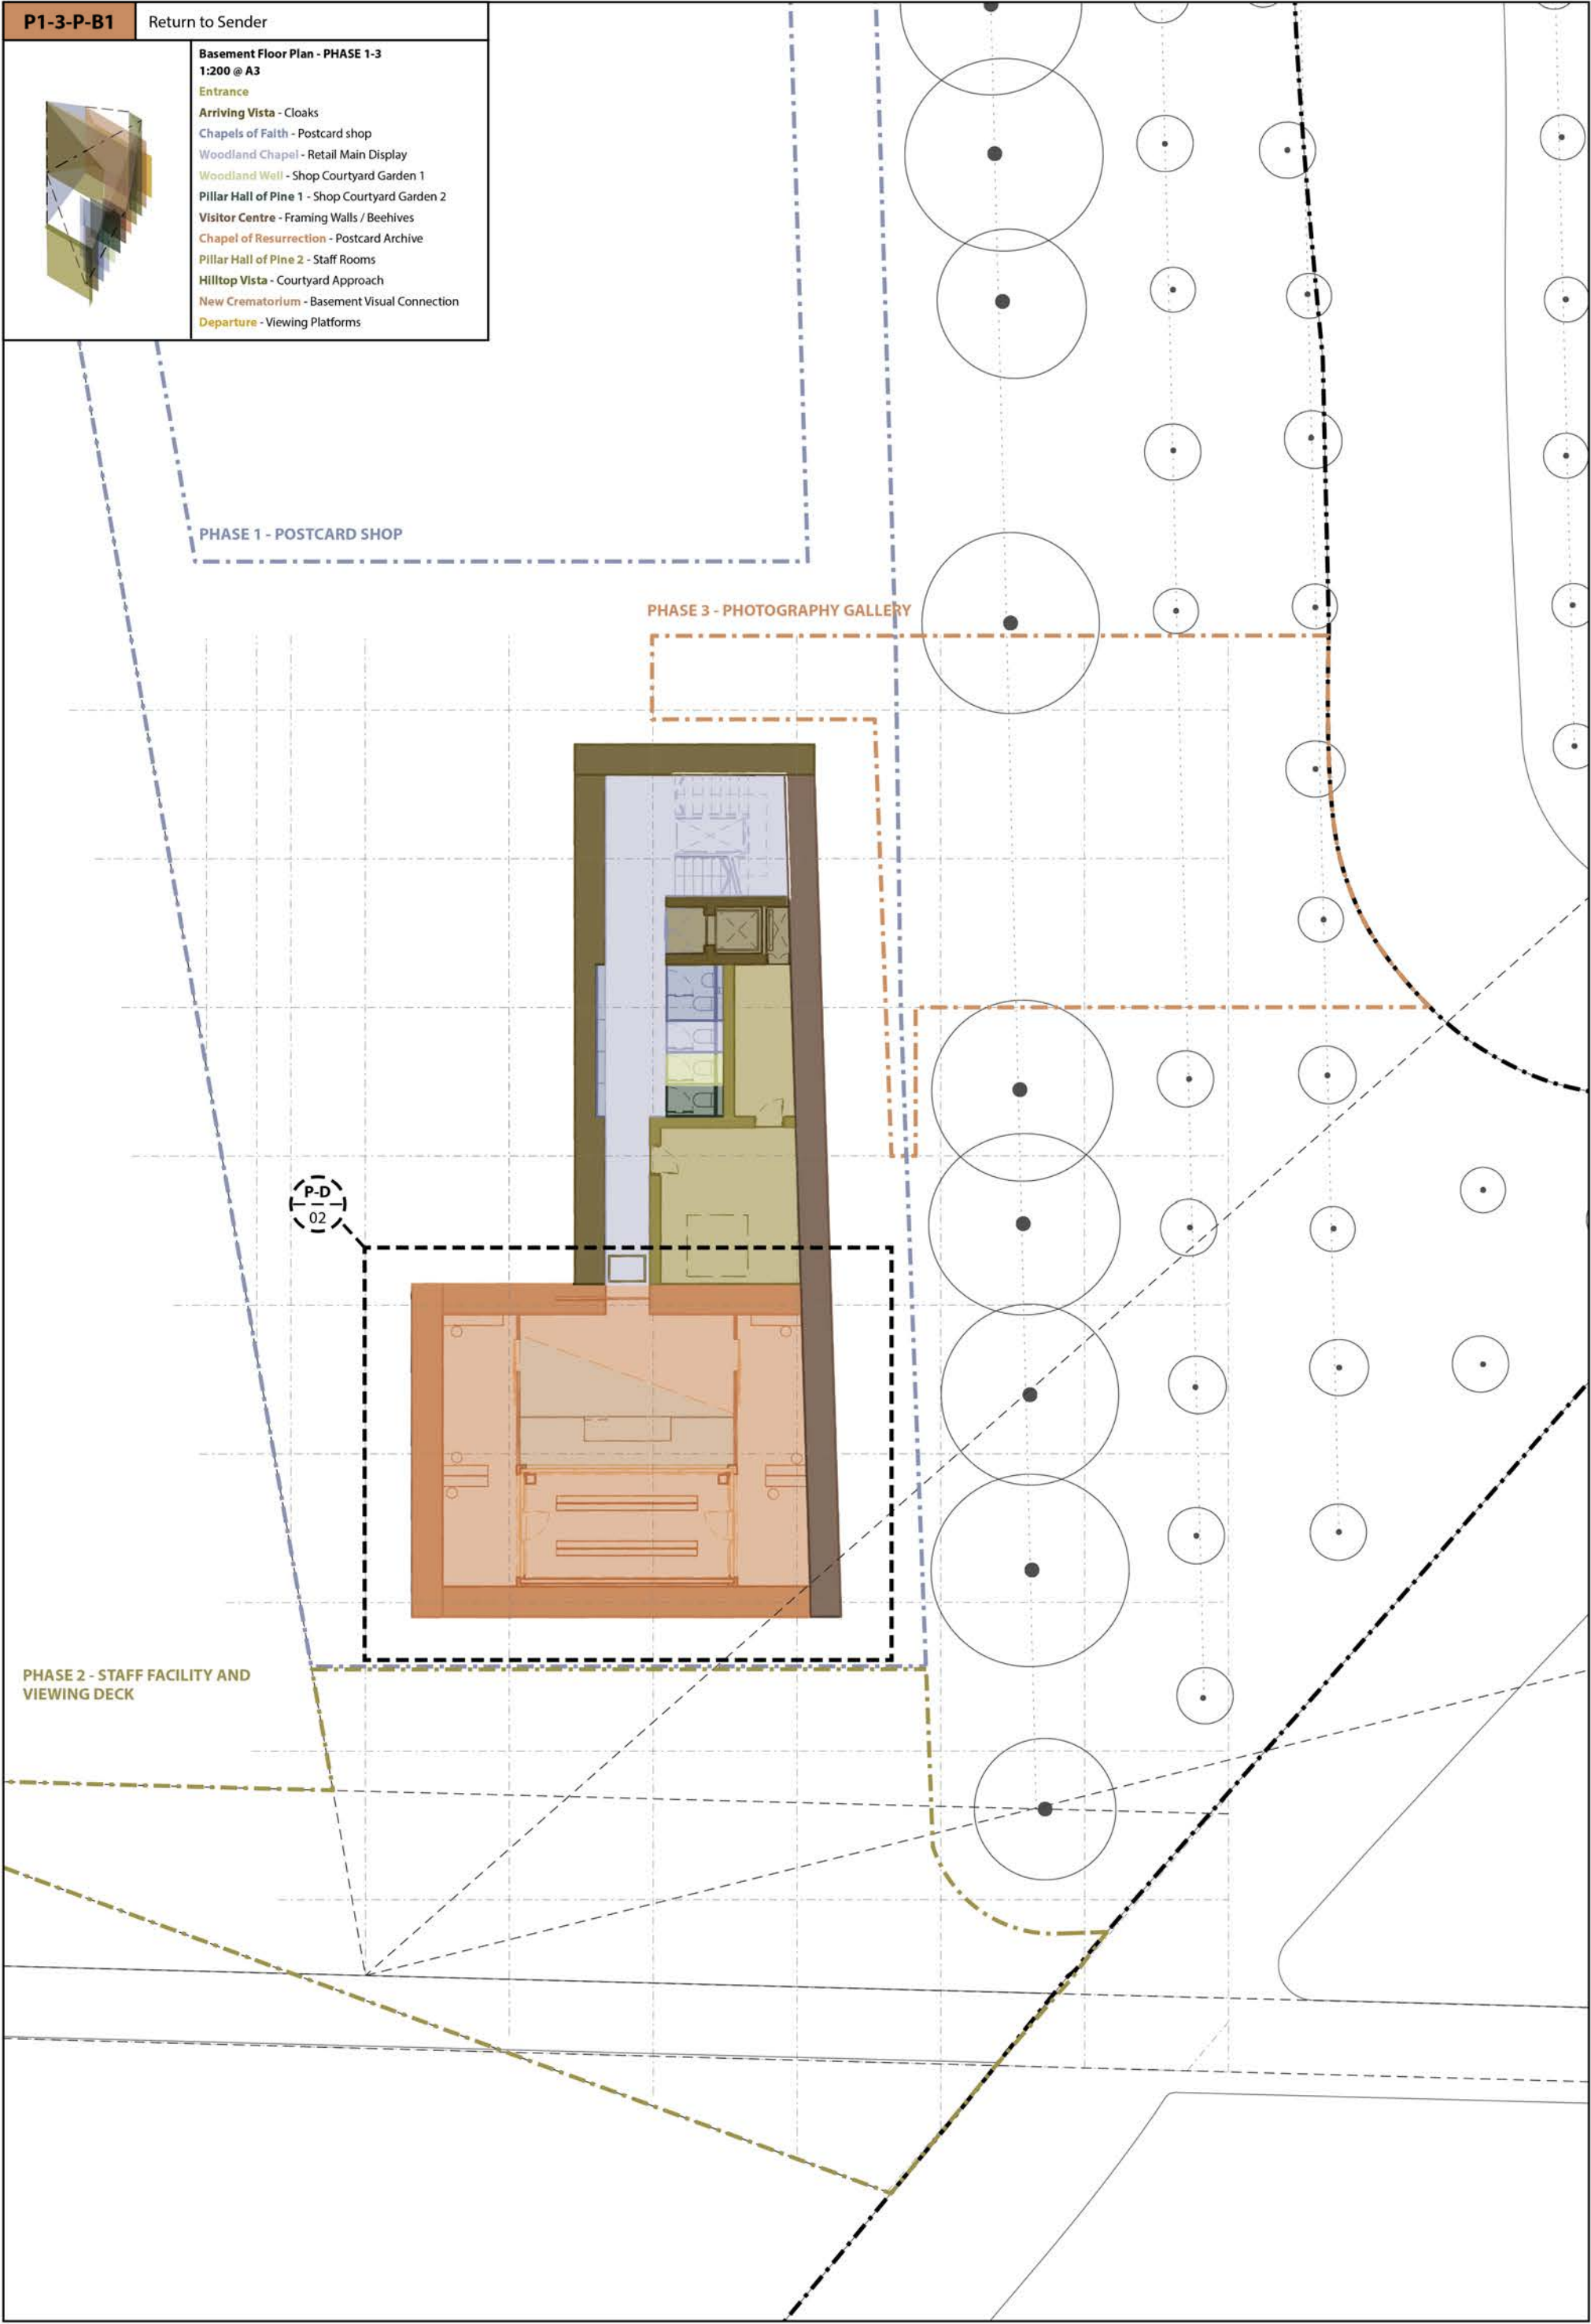 P1-3-P-B1
Return to Sender
Basement Floor Plan - PHASE 1-3
1:200 @ A3
Entrance
Arriving Vista - Cloaks
Chapels of Faith - Postcard shop
Woodland Chapel - Retail Main Display
Woodland Well - Shop Courtyard Garden 1
Pillar Hall of Pine 1 - Shop Courtyard Garden 2
Visitor Centre - Framing Walls / Beehives
Chapel of Resurrection - Postcard Archive
Pillar Hall of Pine 2 - Staff Rooms
Hilltop Vista - Courtyard Approach
New Crematorium - Basement Visual Connection
Departure - Viewing Platforms
PHASE 1 - POSTCARD SHOP
PHASE 3 - PHOTOGRAPHY GALLERY
P-D
02
PHASE 2 - STAFF FACILITY AND
VIEWING DECK